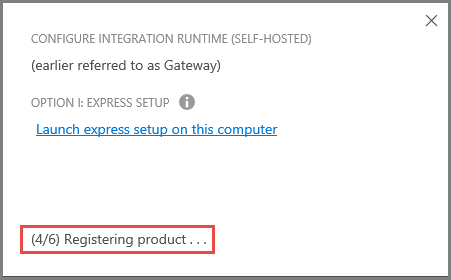 CONFIGURE INTEGRATION RUNTIME (SELF-HOSTED)
(earlier referred to as Gateway)
OPTION I: EXPRESS SETUP
Launch express setup on this computer
(4/6) Registering product . . .